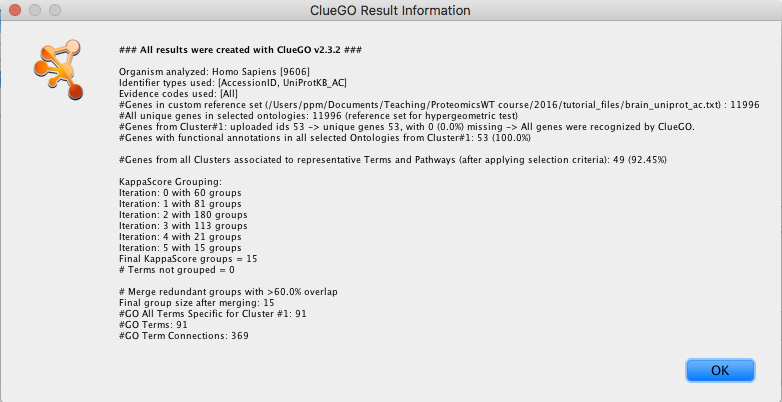 ClueGO Result Information
### All results were created with ClueGO v2.3.2 ###
Organism analyzed: Homo Sapiens [9606]
Identifier types used: [AccessionID, UniProtKB_AC]
Evidence codes used: [All]
#Genes in custom reference set (/Users/ppm/Documents/Teaching/ProteomicsWT course/2016/tutorial_files/brain_uniprot_ac.txt) : 11996
#All unique genes in selected ontologies: 11996 (reference set for hypergeometric test)
#Genes from Cluster#1: uploaded ids 53 -> unique genes 53, with 0 (0.0%) missing -> All genes were recognized by ClueGO.
#Genes with functional annotations in all selected Ontologies from Cluster#1: 53 (100.0%)
#Genes from all Clusters associated to representative Terms and Pathways (after applying selection criteria): 49 (92.45%)
KappaScore Grouping:
Iteration: 0 with 60 groups
Iteration: 1 with 81 groups
Iteration: 2 with 180 groups
Iteration: 3 with 113 groups
Iteration: 4 with 21 groups
Iteration: 5 with 15 groups
Final KappaScore groups = 15
# Terms not grouped = 0
# Merge redundant groups with >60.0% overlap
Final group size after merging: 15
#GO All Terms Specific for Cluster #1: 91
#GO Terms: 91
#GO Term Connections: 369
OK